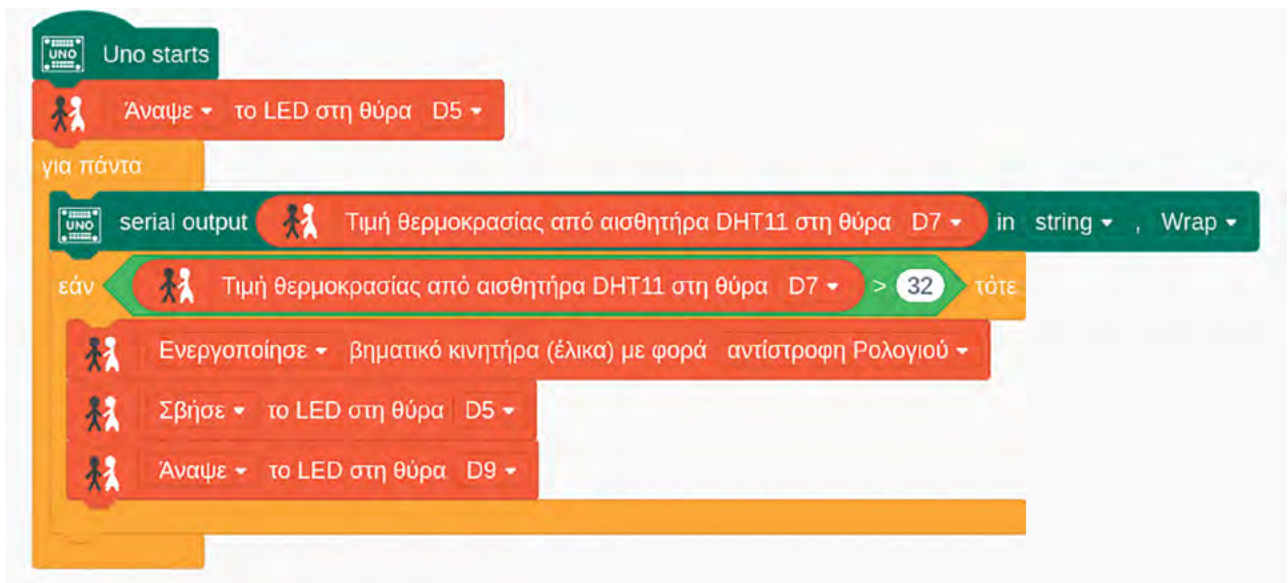 UNO Uno starts
Άναψε το LED στη θύρα D5
για πάντα
UNO serial output Τιμή θερμοκρασίας από αισθητήρα DHT11 στη θύρα D7 in string , Wrap
εάν Τιμή θερμοκρασίας από αισθητήρα DHT11 στη θύρα D7 > 32 τότε
Ενεργοποίησε βηματικό κινητήρα (έλικα) με φορά αντίστροφη Ρολογιού
Σβήσε το LED στη θύρα D5
Άναψε το LED στη θύρα D9